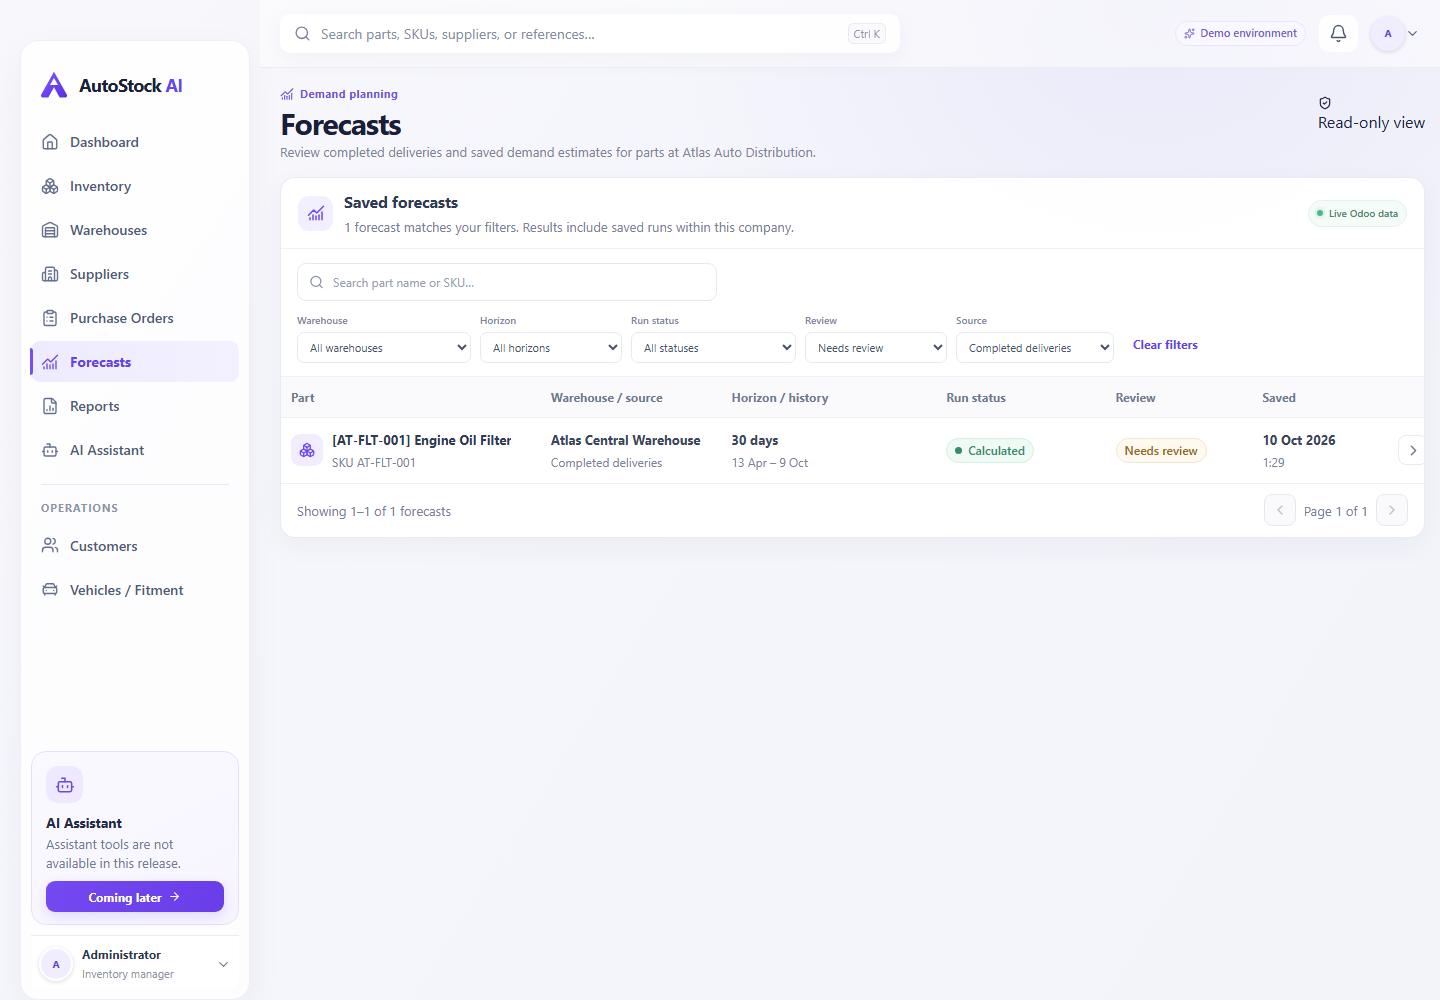 AutoStock AI
Dashboard
Inventory
Warehouses
Suppliers
Purchase Orders
Forecasts
Reports
AI Assistant
OPERATIONS
Customers
Vehicles / Fitment
AI Assistant
Assistant tools are not
available in this release.
Coming later
A
Administrator
Inventory manager
Search parts, SKUs, suppliers, or references...
Ctrl K
Demo environment
A
Demand planning
Forecasts
Review completed deliveries and saved demand estimates for parts at Atlas Auto Distribution.
Read-only view
Saved forecasts
1 forecast matches your filters. Results include saved runs within this company.
Live Odoo data
Search part name or SKU...
Warehouse Horizon Run status Review Source
All warehouses All horizons All statuses Needs review Completed deliveries Clear filters
Part Warehouse / source Horizon / history Run status Review Saved
[AT-FLT-001] Engine Oil Filter Atlas Central Warehouse 30 days Calculated Needs review 10 Oct 2026
SKU AT-FLT-001 Completed deliveries 13 Apr – 9 Oct 1:29
Showing 1–1 of 1 forecasts
Page 1 of 1